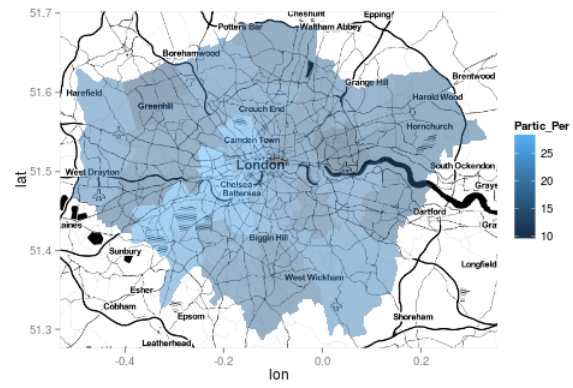 51.7
51.6
51.5
51.4
51.3
lat
Cheshunt
Epping
Potters Bar
Waltham Abbey
Borehamwood
Brentwood
Harefield
Grange Hill
Greenhill
Harold Wood
Crouch End
Hornchurch
Camden Town
London
South Ockendon
West Drayton
Chelsea
Battersea
Grays
Dartford
aines
Gra
Biggin Hill
Sunbury
Longfield
West Wickham
Esher
Cobham
Epsom
Shoreham
Leatherhead
-0.4
-0.2
0.0
0.2
lon
Partic_Per
25
20
15
10